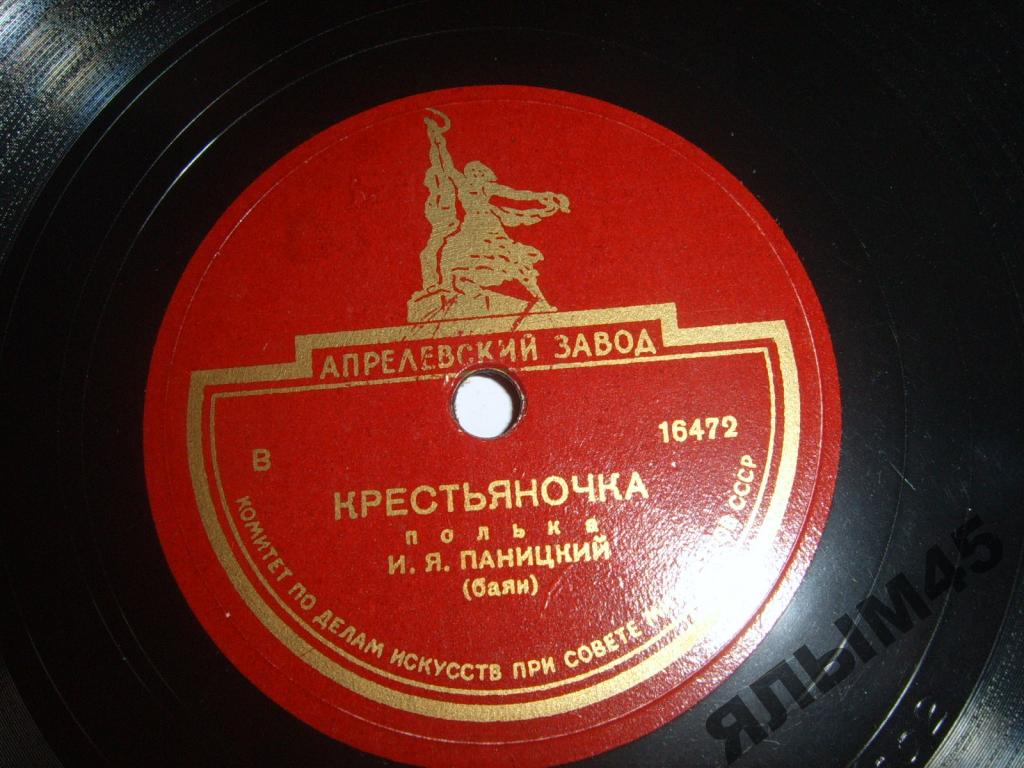 АПРЕЛЕВСКИЙ ЗАВОД
В
16472
КРЕСТЬЯНОЧКА
полька
И. Я. ПАНИЦКИЙ
(баян)
КОМИТЕТ ПО ДЕЛАМ ИСКУССТВ ПРИ СОВЕТЕ СССР
ЯЛЫМ45